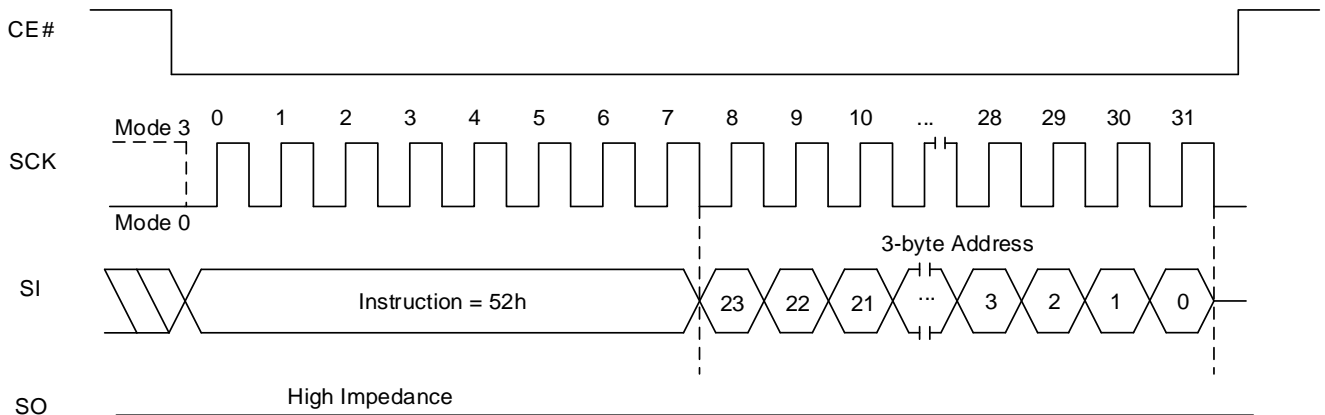 CE#
0 1 2 3 4 5 6 7 8 9 10 ... 28 29 30 31
Mode 3
SCK
Mode 0
3-byte Address
SI
Instruction = 52h
23 22 21 ... 3 2 1 0
High Impedance
SO